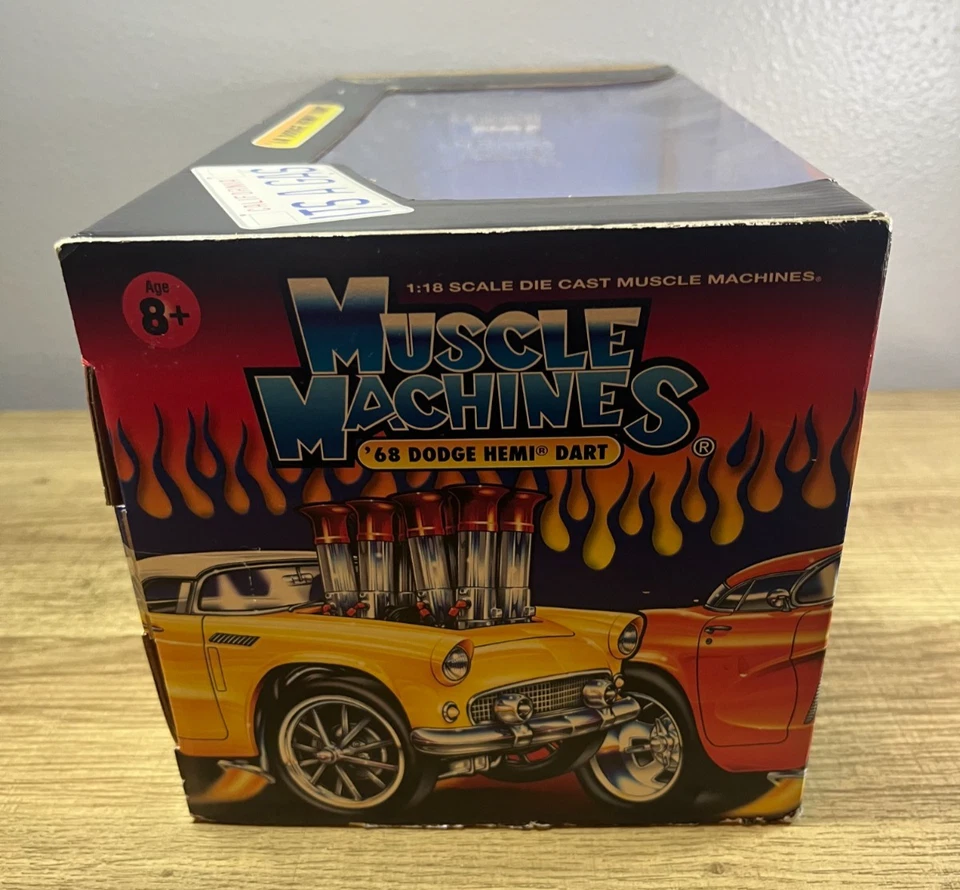 Age
8+
1:18 SCALE DIE CAST MUSCLE MACHINES®
MUSCLE
MACHINES®
'68 DODGE HEMI® DART